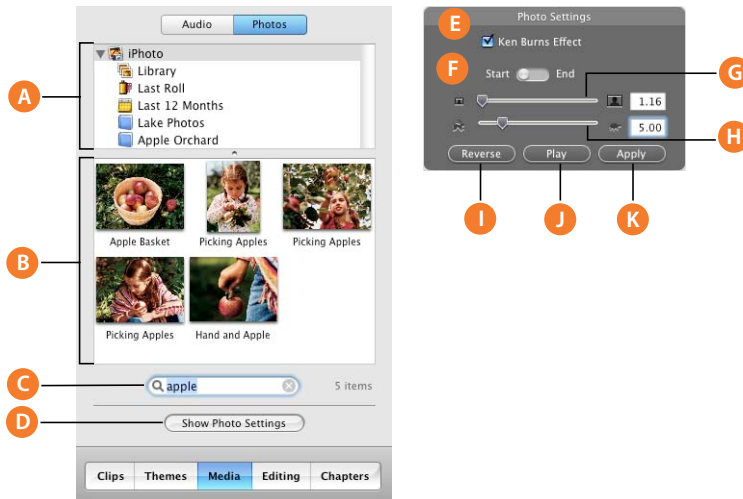 Audio Photos
A
iPhoto
Library
Last Roll
Last 12 Months
Lake Photos
Apple Orchard
B
Apple Basket Picking Apples Picking Apples
Picking Apples Hand and Apple
C
apple 5 items
D
Show Photo Settings
Clips Themes Media Editing Chapters
Photo Settings
E
Ken Burns Effect
F
Start End
G
1.16
H
5.00
Reverse Play Apply
I J K